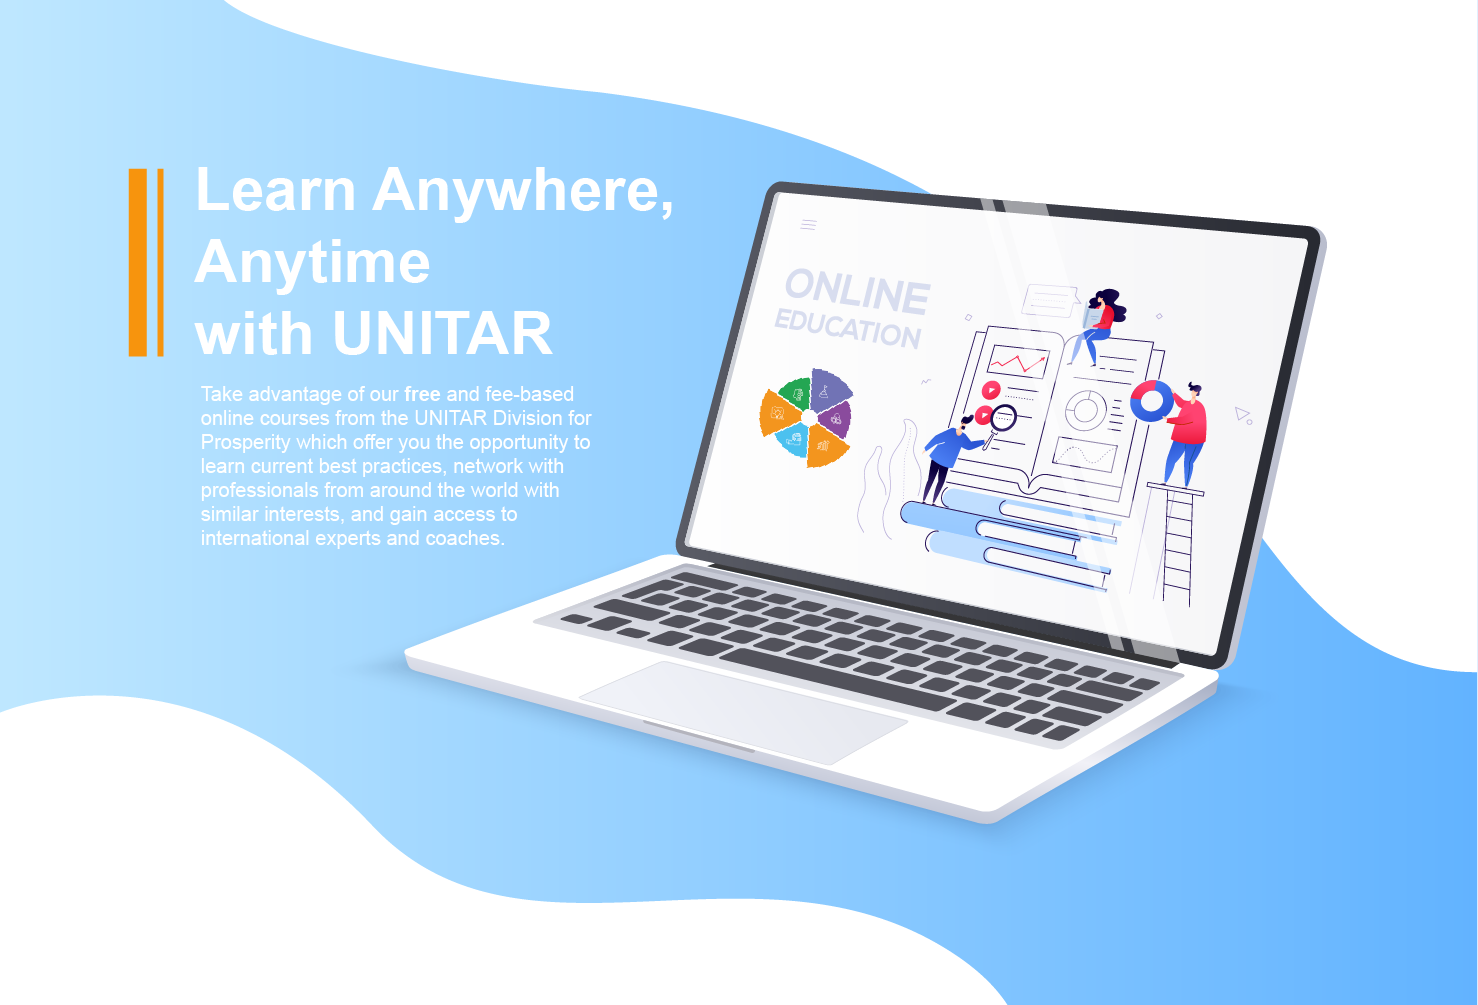 Learn Anywhere,
Anytime
with UNITAR
Take advantage of our free and fee-based
online courses from the UNITAR Division for
Prosperity which offer you the opportunity to
learn current best practices, network with
professionals from around the world with
similar interests, and gain access to
international experts and coaches.
ONLINE
EDUCATION